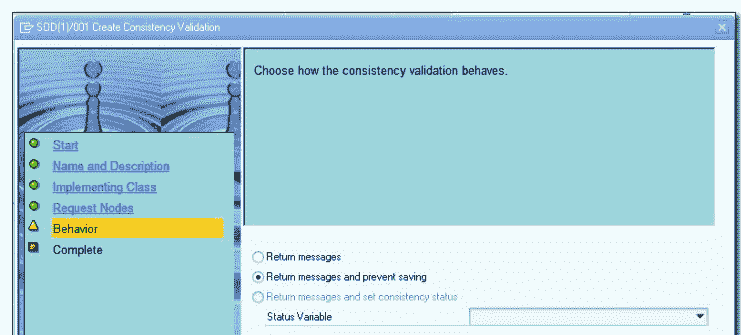 SDD(1)/001 Create Consistency Validation
Choose how the consistency validation behaves.
Start
Name and Description
Implementing Class
Request Nodes
Behavior
Complete
Return messages
Return messages and prevent saving
Return messages and set consistency status
Status Variable